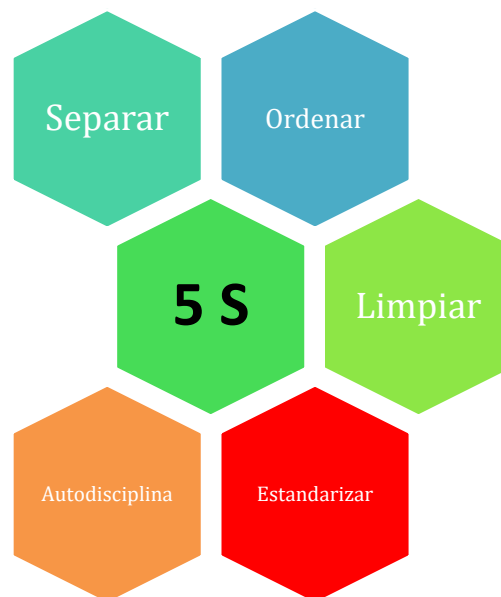 Separar
Ordenar
5 S
Limpiar
Autodisciplina
Estandarizar